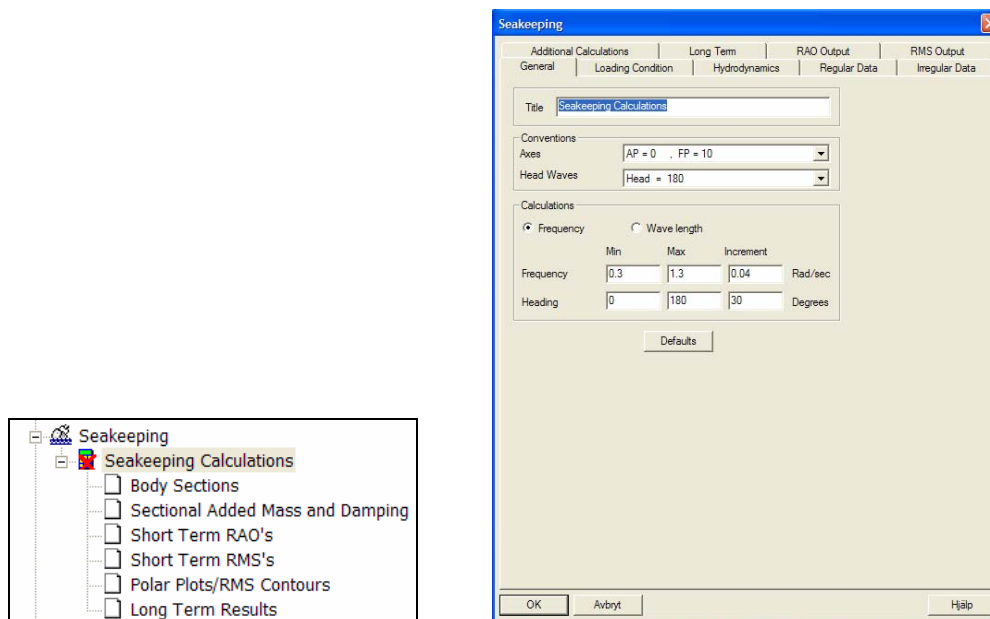 Seakeeping
Seakeeping Calculations
Body Sections
Sectional Added Mass and Damping
Short Term RAO's
Short Term RMS's
Polar Plots/RMS Contours
Long Term Results
Seakeeping
Additional Calculations Long Term RAO Output RMS Output
General Loading Condition Hydrodynamics Regular Data Irregular Data
Title Seakeeping Calculations
Conventions
Axes AP = 0 , FP = 10
Head Waves Head = 180
Calculations
Frequency Wave length
Min Max Increment
Frequency 0.3 1.3 0.04 Rad/sec
Heading 0 180 30 Degrees
Defaults
OK Avbryt Hjälp